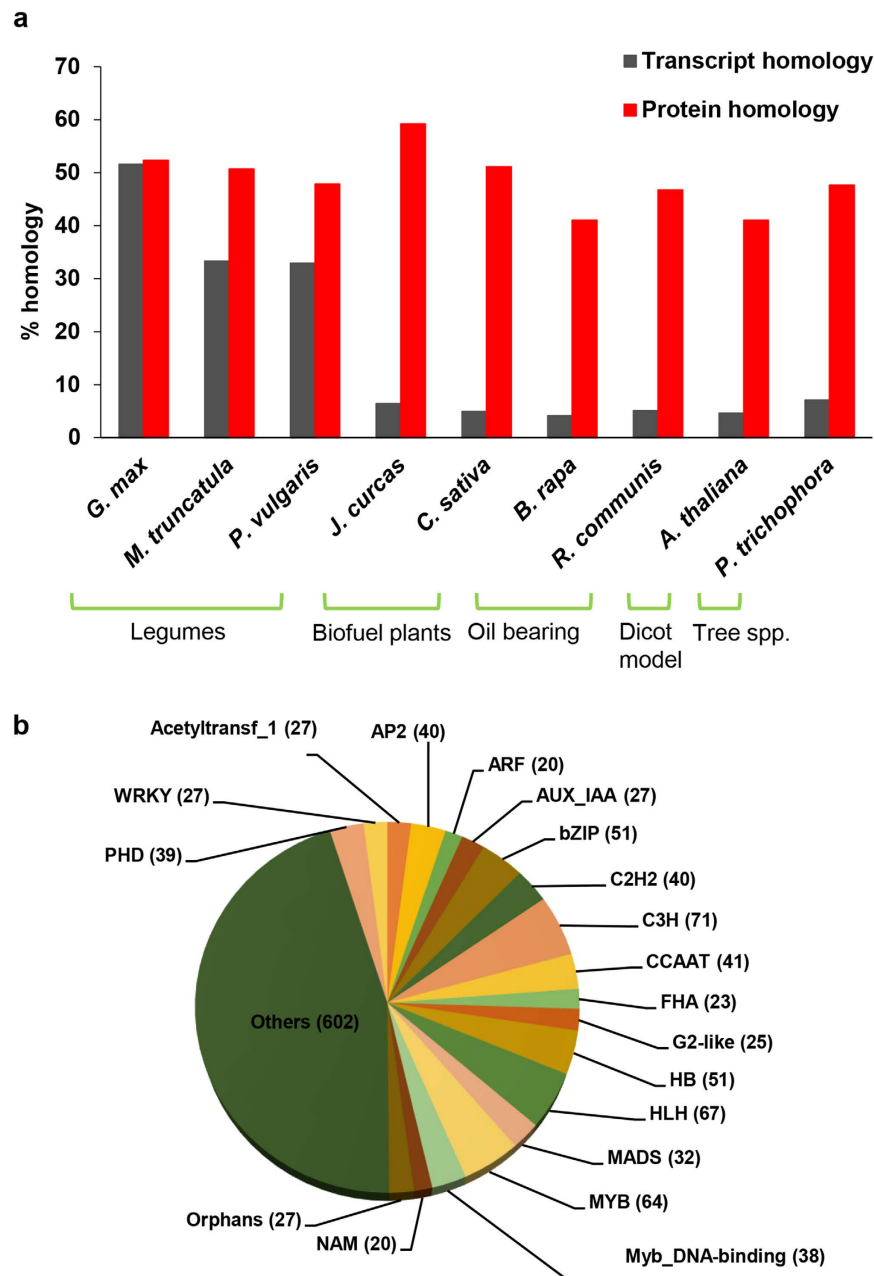 a
Transcript homology
Protein homology
% homology
70
60
50
40
30
20
10
0
G. max
M. truncatula
P. vulgaris
J. curcas
C. sativa
B. rapa
R. communis
A. thaliana
P. trichophora
Legumes
Biofuel plants
Oil bearing
Dicot
model
Tree spp.
b
Acetyltransf_1 (27)
AP2 (40)
ARF (20)
WRKY (27)
AUX_IAA (27)
bZIP (51)
PHD (39)
C2H2 (40)
C3H (71)
CCAAT (41)
FHA (23)
Others (602)
G2-like (25)
HB (51)
HLH (67)
MADS (32)
MYB (64)
Orphans (27)
NAM (20)
Myb_DNA-binding (38)